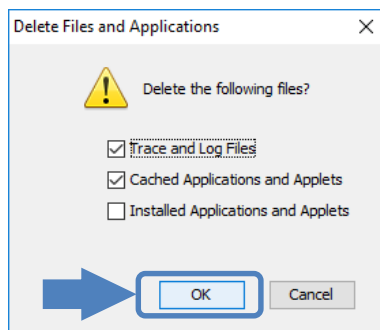 Delete Files and Applications
Delete the following files?
Trace and Log Files
Cached Applications and Applets
Installed Applications and Applets
OK Cancel